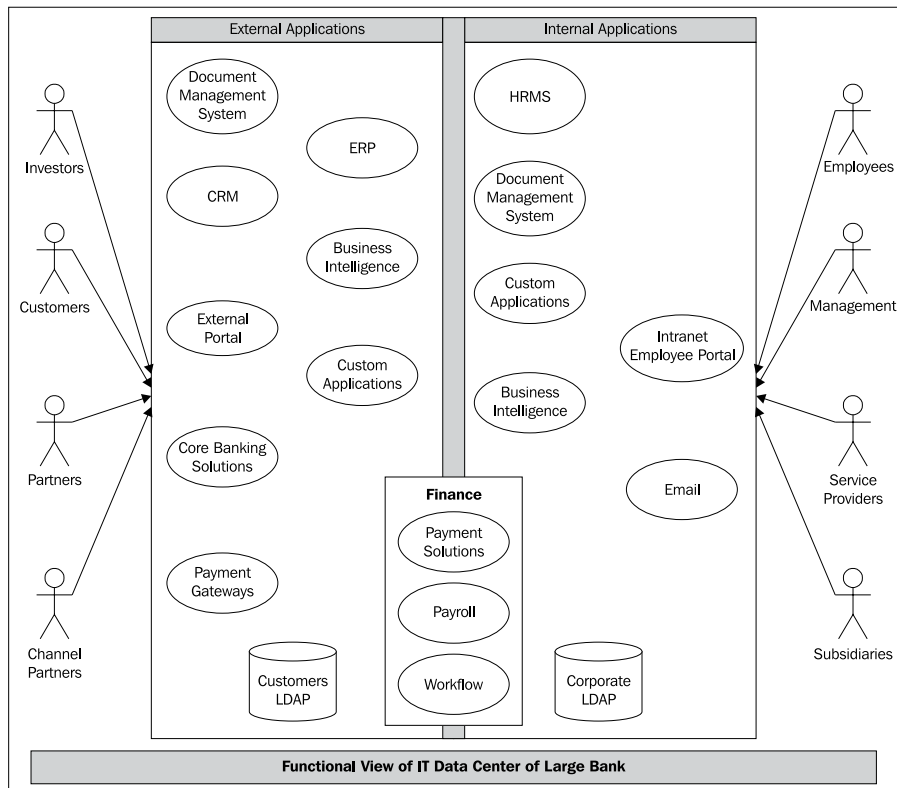 External Applications
Internal Applications
Investors
Customers
Partners
Channel
Partners
Document
Management
System
ERP
CRM
Business
Intelligence
External
Portal
Custom
Applications
Core Banking
Solutions
Payment
Gateways
Customers
LDAP
Finance
Payment
Solutions
Payroll
Workflow
HRMS
Document
Management
System
Custom
Applications
Intranet
Employee Portal
Business
Intelligence
Email
Corporate
LDAP
Employees
Management
Service
Providers
Subsidiaries
Functional View of IT Data Center of Large Bank